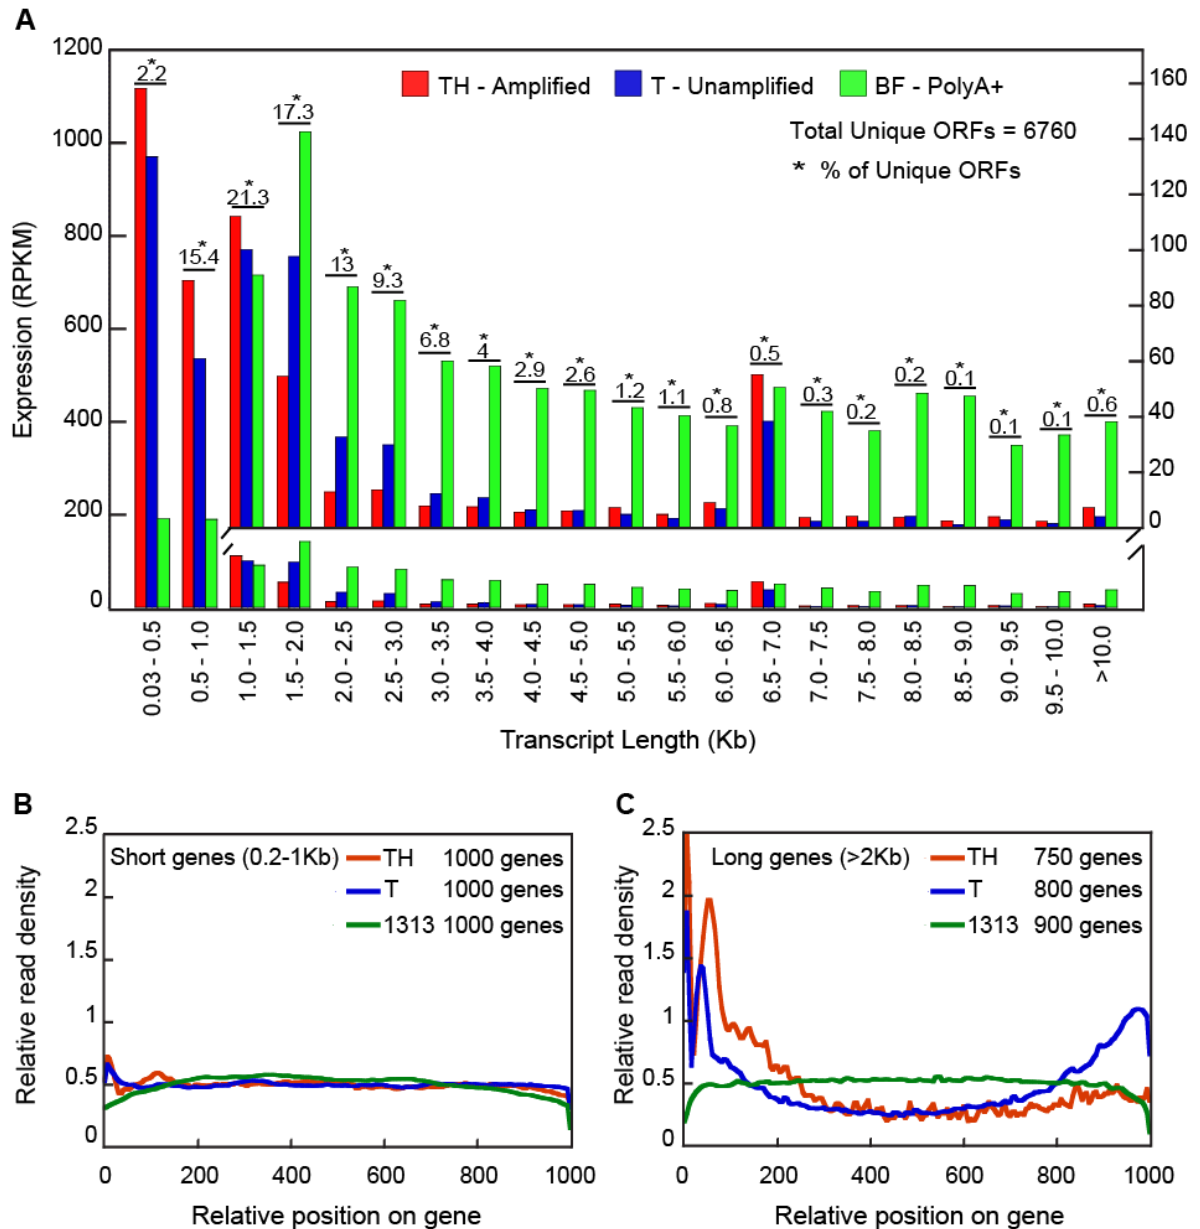 A
1200
1000
800
600
400
200
0
Expression (RPKM)
160
140
120
100
80
60
40
20
0
TH - Amplified
T - Unamplified
BF - PolyA+
Total Unique ORFs = 6760
* % of Unique ORFs
* * * * * * * * * * * * * * * * * * * * *
2.2 15.4 21.3 17.3 13 9.3 6.8 4 2.9 2.6 1.2 1.1 0.8 0.5 0.3 0.2 0.2 0.1 0.1 0.1 0.6
0.03 - 0.5
0.5 - 1.0
1.0 - 1.5
1.5 - 2.0
2.0 - 2.5
2.5 - 3.0
3.0 - 3.5
3.5 - 4.0
4.0 - 4.5
4.5 - 5.0
5.0 - 5.5
5.5 - 6.0
6.0 - 6.5
6.5 - 7.0
7.0 - 7.5
7.5 - 8.0
8.0 - 8.5
8.5 - 9.0
9.0 - 9.5
9.5 - 10.0
> 10.0
Transcript Length (Kb)
B
2.5
2
1.5
1
0.5
0
Relative read density
Short genes (0.2-1Kb)
TH 1000 genes
T 1000 genes
1313 1000 genes
0 200 400 600 800 1000
Relative position on gene
C
2.5
2
1.5
1
0.5
0
Relative read density
Long genes (>2Kb)
TH 750 genes
T 800 genes
1313 900 genes
0 200 400 600 800 1000
Relative position on gene